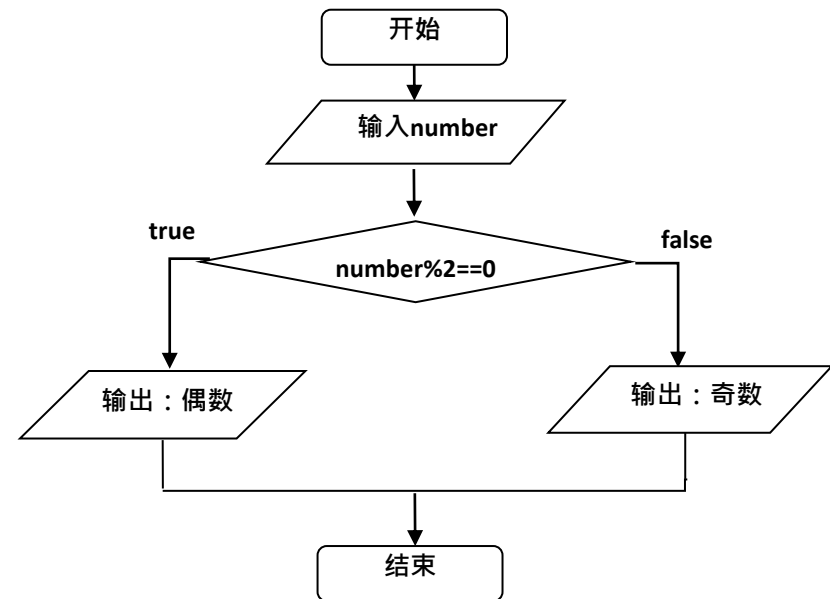 开始
输入number
true
false
number%2==0
输出：偶数
输出：奇数
结束